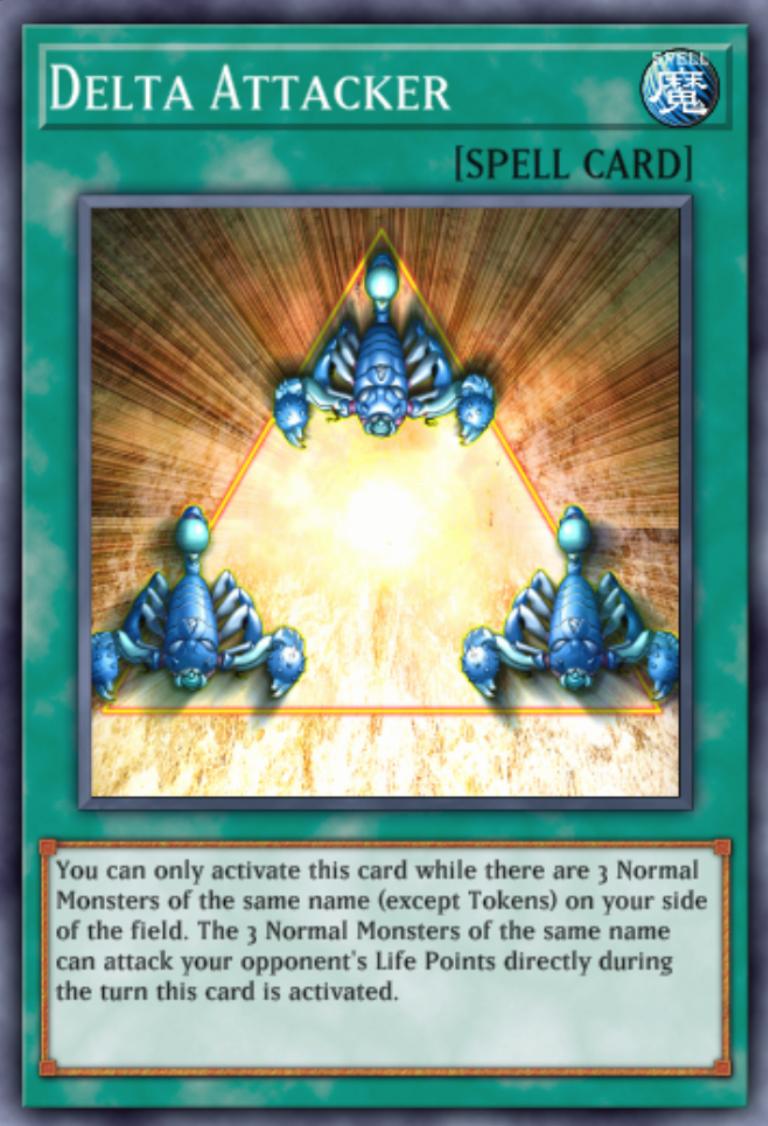 DELTA ATTACKER
SPELL
魔
[SPELL CARD]
You can only activate this card while there are 3 Normal
Monsters of the same name (except Tokens) on your side
of the field. The 3 Normal Monsters of the same name
can attack your opponent's Life Points directly during
the turn this card is activated.